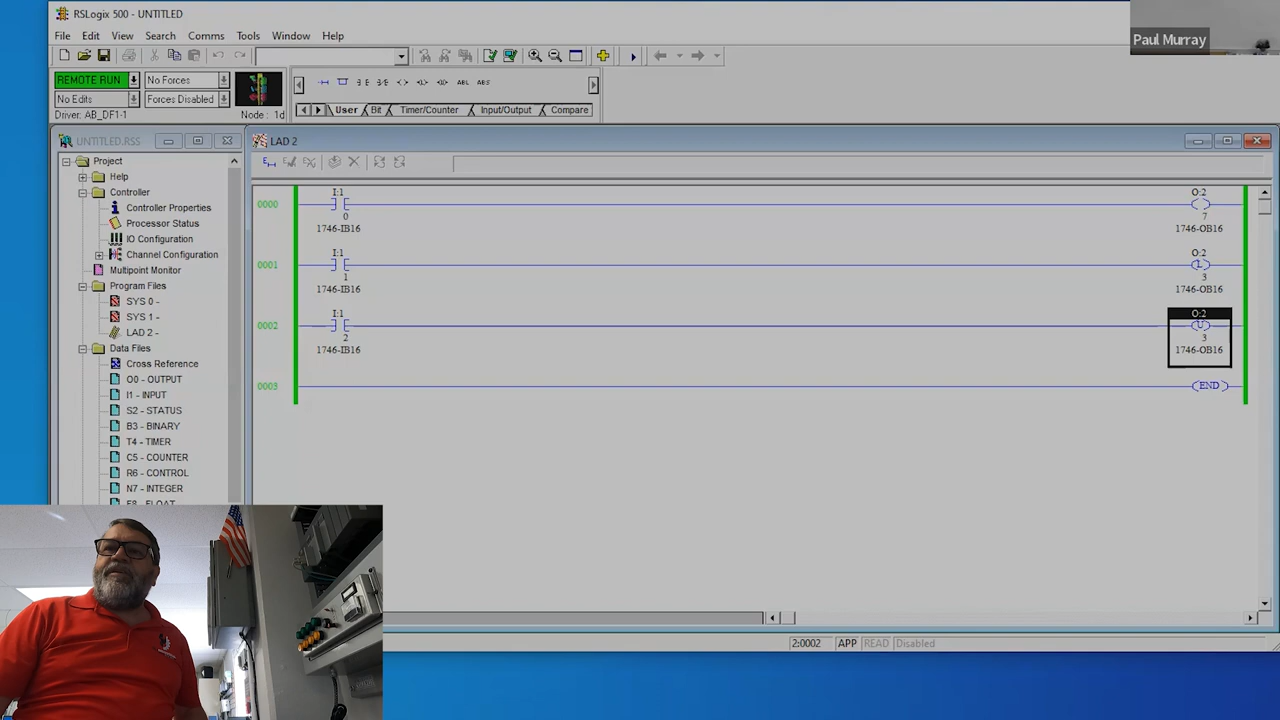 RSLogix 500 - UNTITLED
Paul Murray
File Edit View Search Comms Tools Window Help
REMOTE RUN No Forces
No Edits Forces Disabled
Driver: AB_DF1-1 Node : 1d
ABL ABS
User Bit Timer/Counter Input/Output Compare
UNTITLED.RSS
LAD 2
Project
Help
Controller
Controller Properties
Processor Status
IO Configuration
Channel Configuration
Multipoint Monitor
Program Files
SYS 0 -
SYS 1 -
LAD 2 -
Data Files
Cross Reference
O0 - OUTPUT
I1 - INPUT
S2 - STATUS
B3 - BINARY
T4 - TIMER
C5 - COUNTER
R6 - CONTROL
N7 - INTEGER
F8 - FLOAT
I:1 O:2
0000
0 7
1746-IB16 1746-OB16
I:1 O:2
0001 L
1 3
1746-IB16 1746-OB16
I:1 O:2
0002 U
2 3
1746-IB16 1746-OB16
0003 END
2:0002 APP READ Disabled